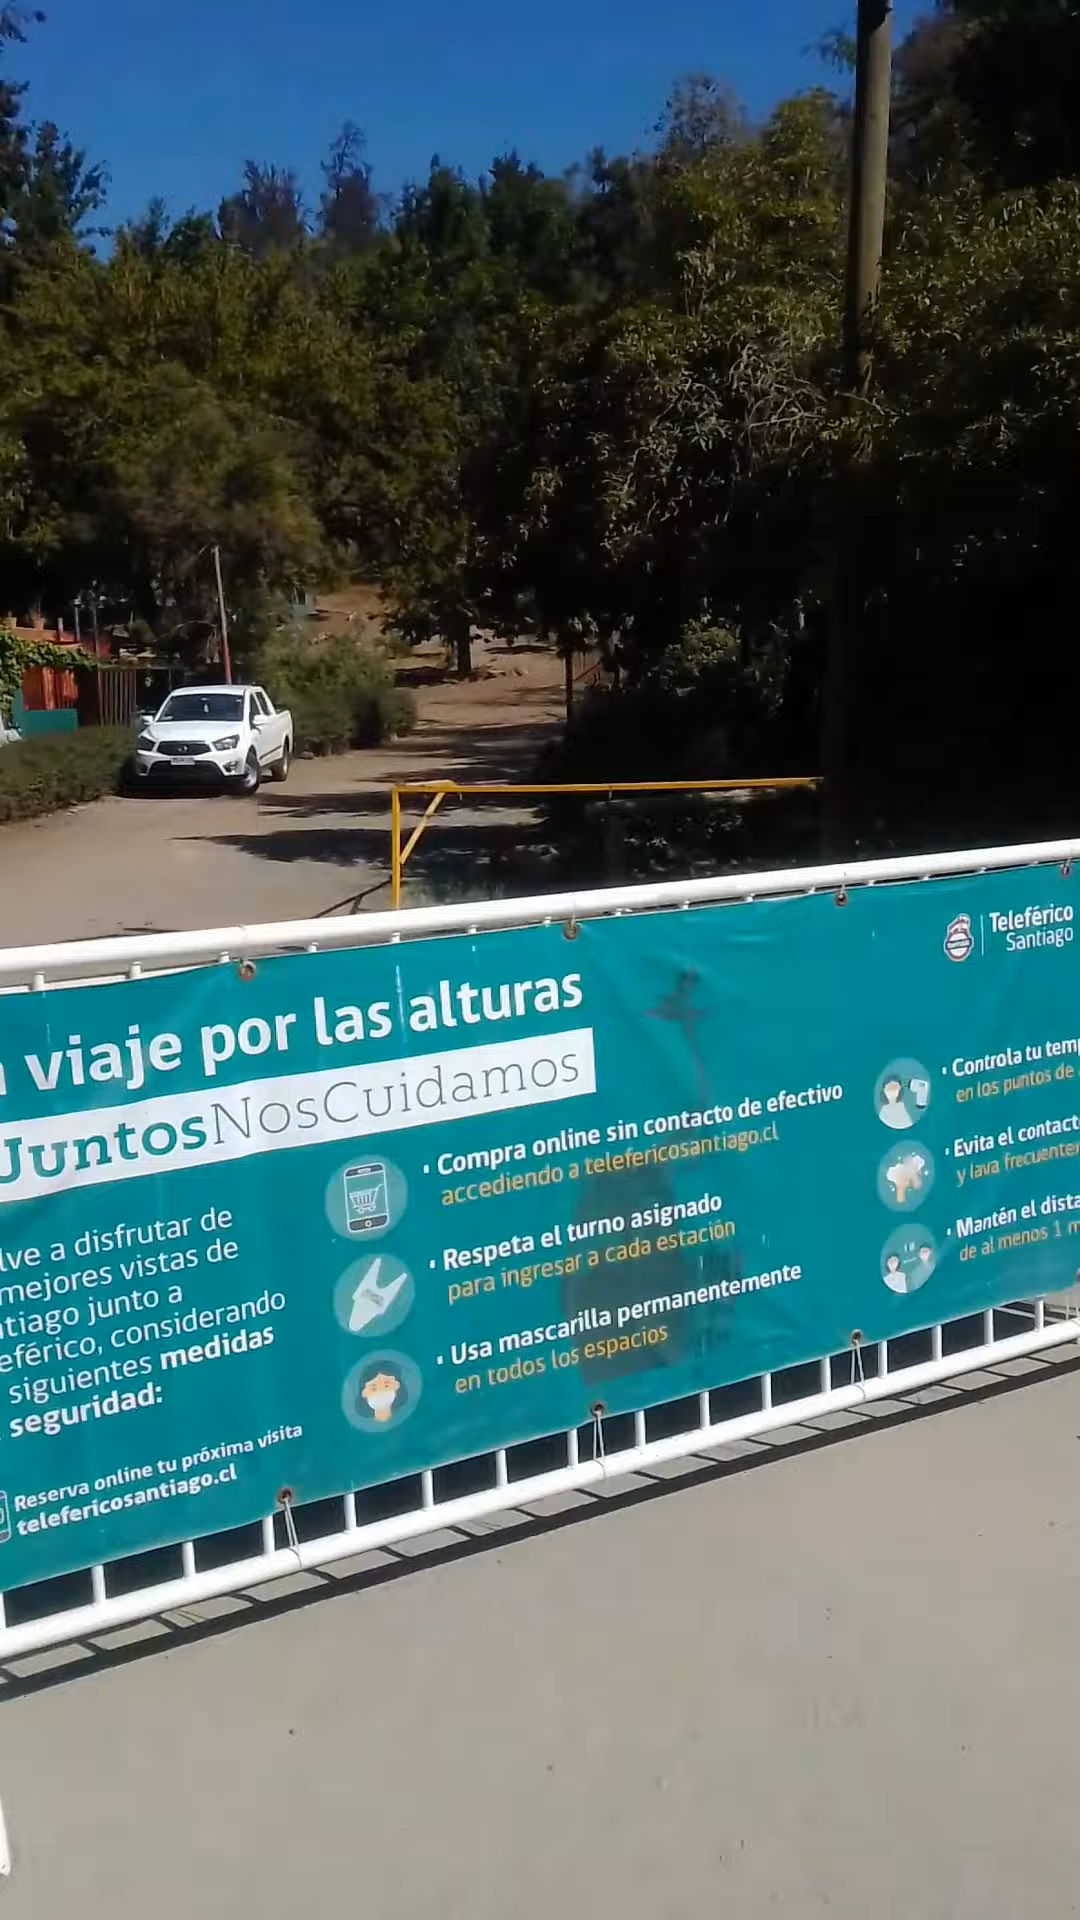 viaje por las alturas
JuntosNosCuidamos
a disfrutar de
mejores vistas de
junto a
considerando
siguientes medidas
seguridad:
Reserva online tu próxima visita
telefericosantiago.cl
· Compra online sin contacto de efectivo
accediendo a telefericosantiago.cl
· Respeta el turno asignado
para ingresar a cada estación
· Usa mascarilla permanentemente
en todos los espacios
Teleférico
Santiago
· Controla tu
en los puntos de
· Evita el
y lava
· Mantén el
de al menos 1